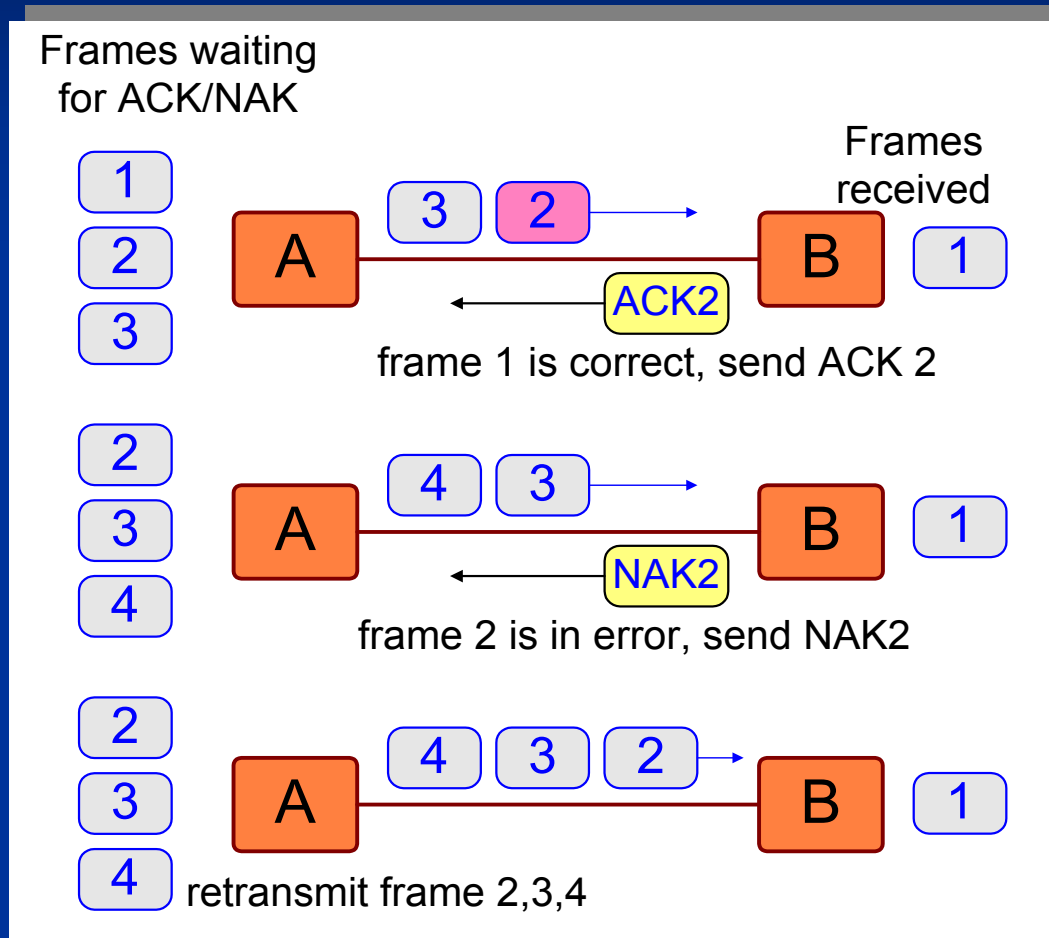 Frames waiting
for ACK/NAK
Frames
received
1
2
3
A
3
2
B
1
ACK2
frame 1 is correct, send ACK 2
2
3
4
A
4
3
B
1
NAK2
frame 2 is in error, send NAK2
2
3
4
A
4
3
2
B
1
retransmit frame 2,3,4